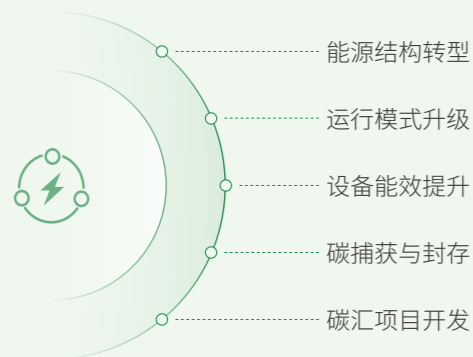 能源结构转型
运行模式升级
设备能效提升
碳捕获与封存
碳汇项目开发